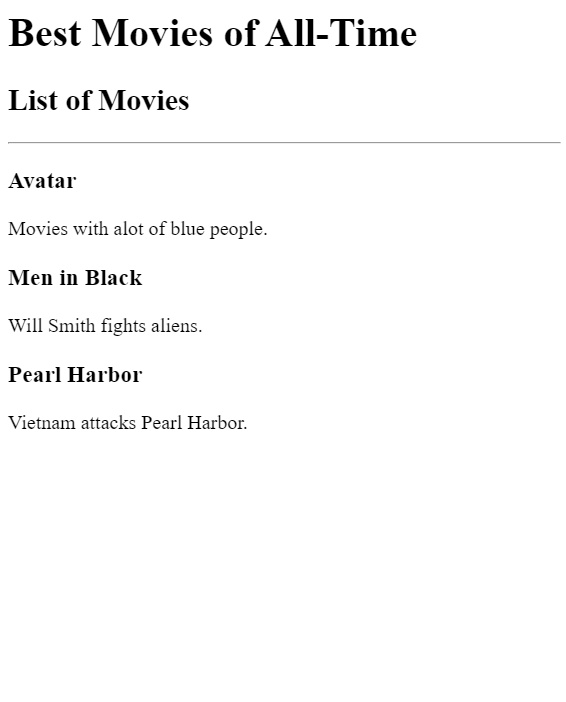 Best Movies of All-Time
List of Movies
Avatar
Movies with alot of blue people.
Men in Black
Will Smith fights aliens.
Pearl Harbor
Vietnam attacks Pearl Harbor.